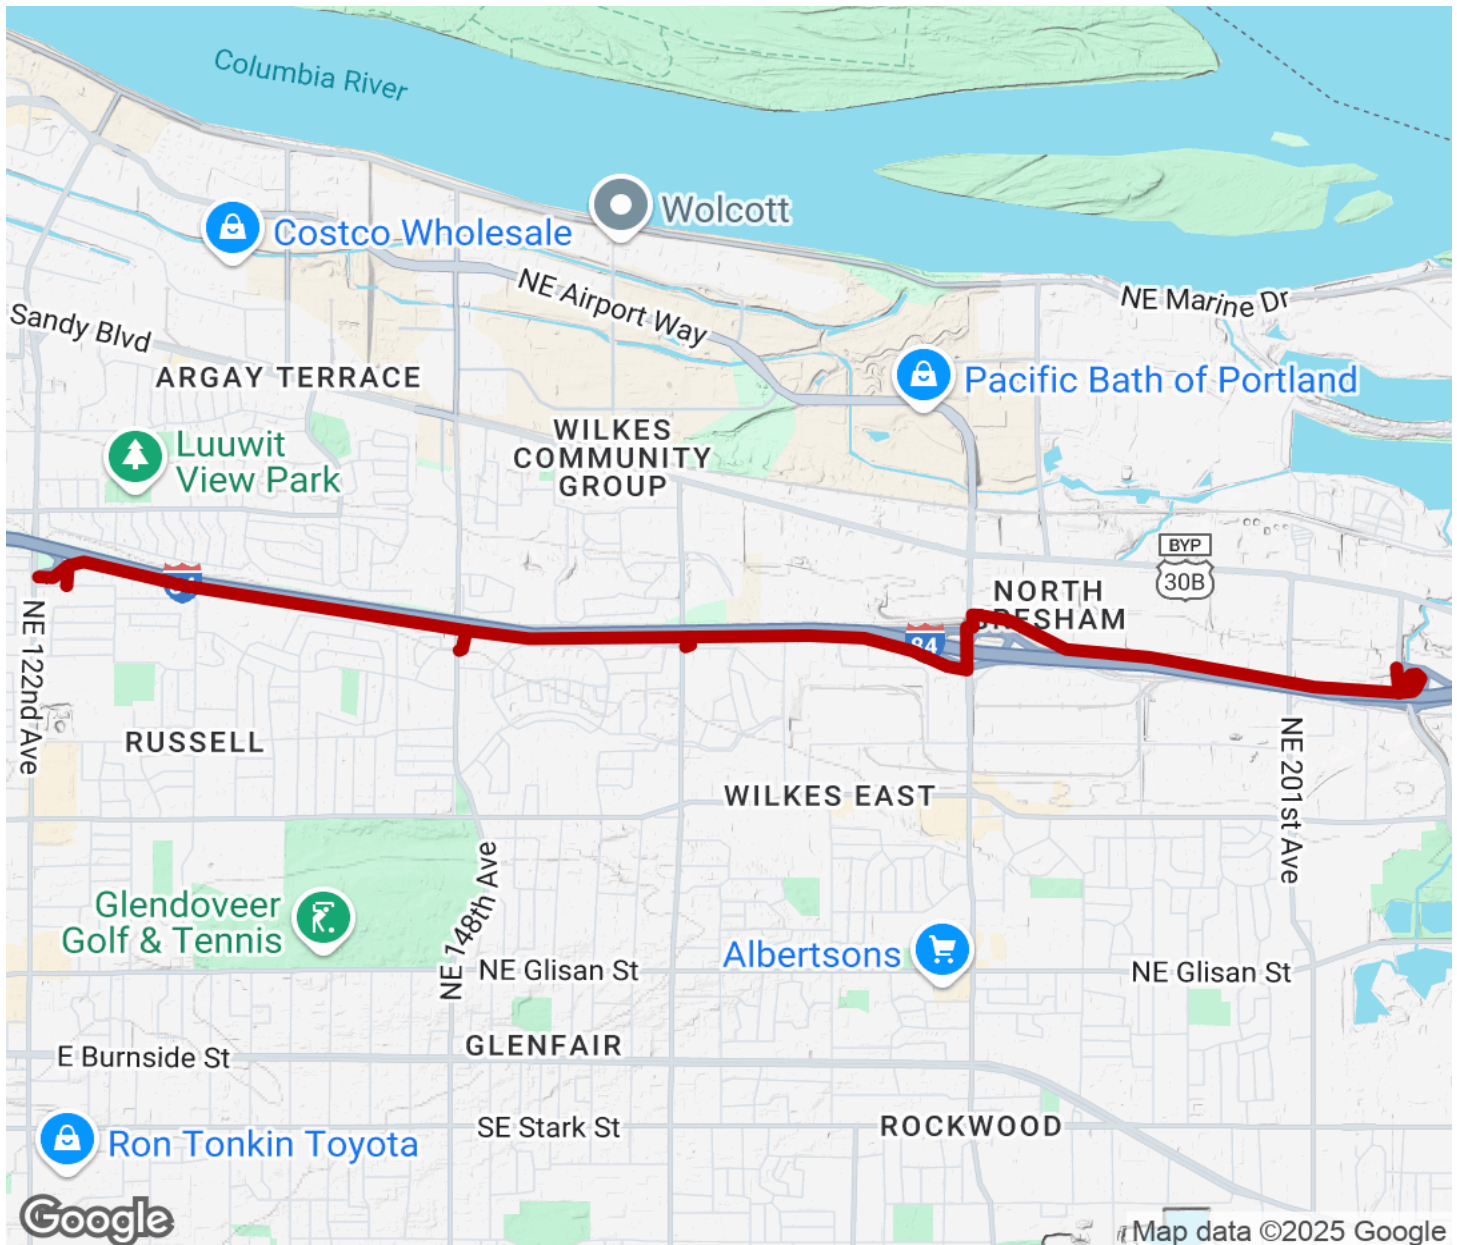 Columbia River
Wolcott
Costco Wholesale
NE Airport Way
NE Marine Dr
Sandy Blvd
ARGAY TERRACE
Pacific Bath of Portland
WILKES
COMMUNITY
GROUP
Luuwit
View Park
BYP
30B
NORTH
GRESHAM
84
84
NE 122nd Ave
RUSSELL
NE 201st Ave
WILKES EAST
Glendoveer
Golf & Tennis
NE 148th Ave
Albertsons
NE Glisan St
NE Glisan St
GLENFAIR
E Burnside St
SE Stark St
ROCKWOOD
Ron Tonkin Toyota
Google
Map data ©2025 Google